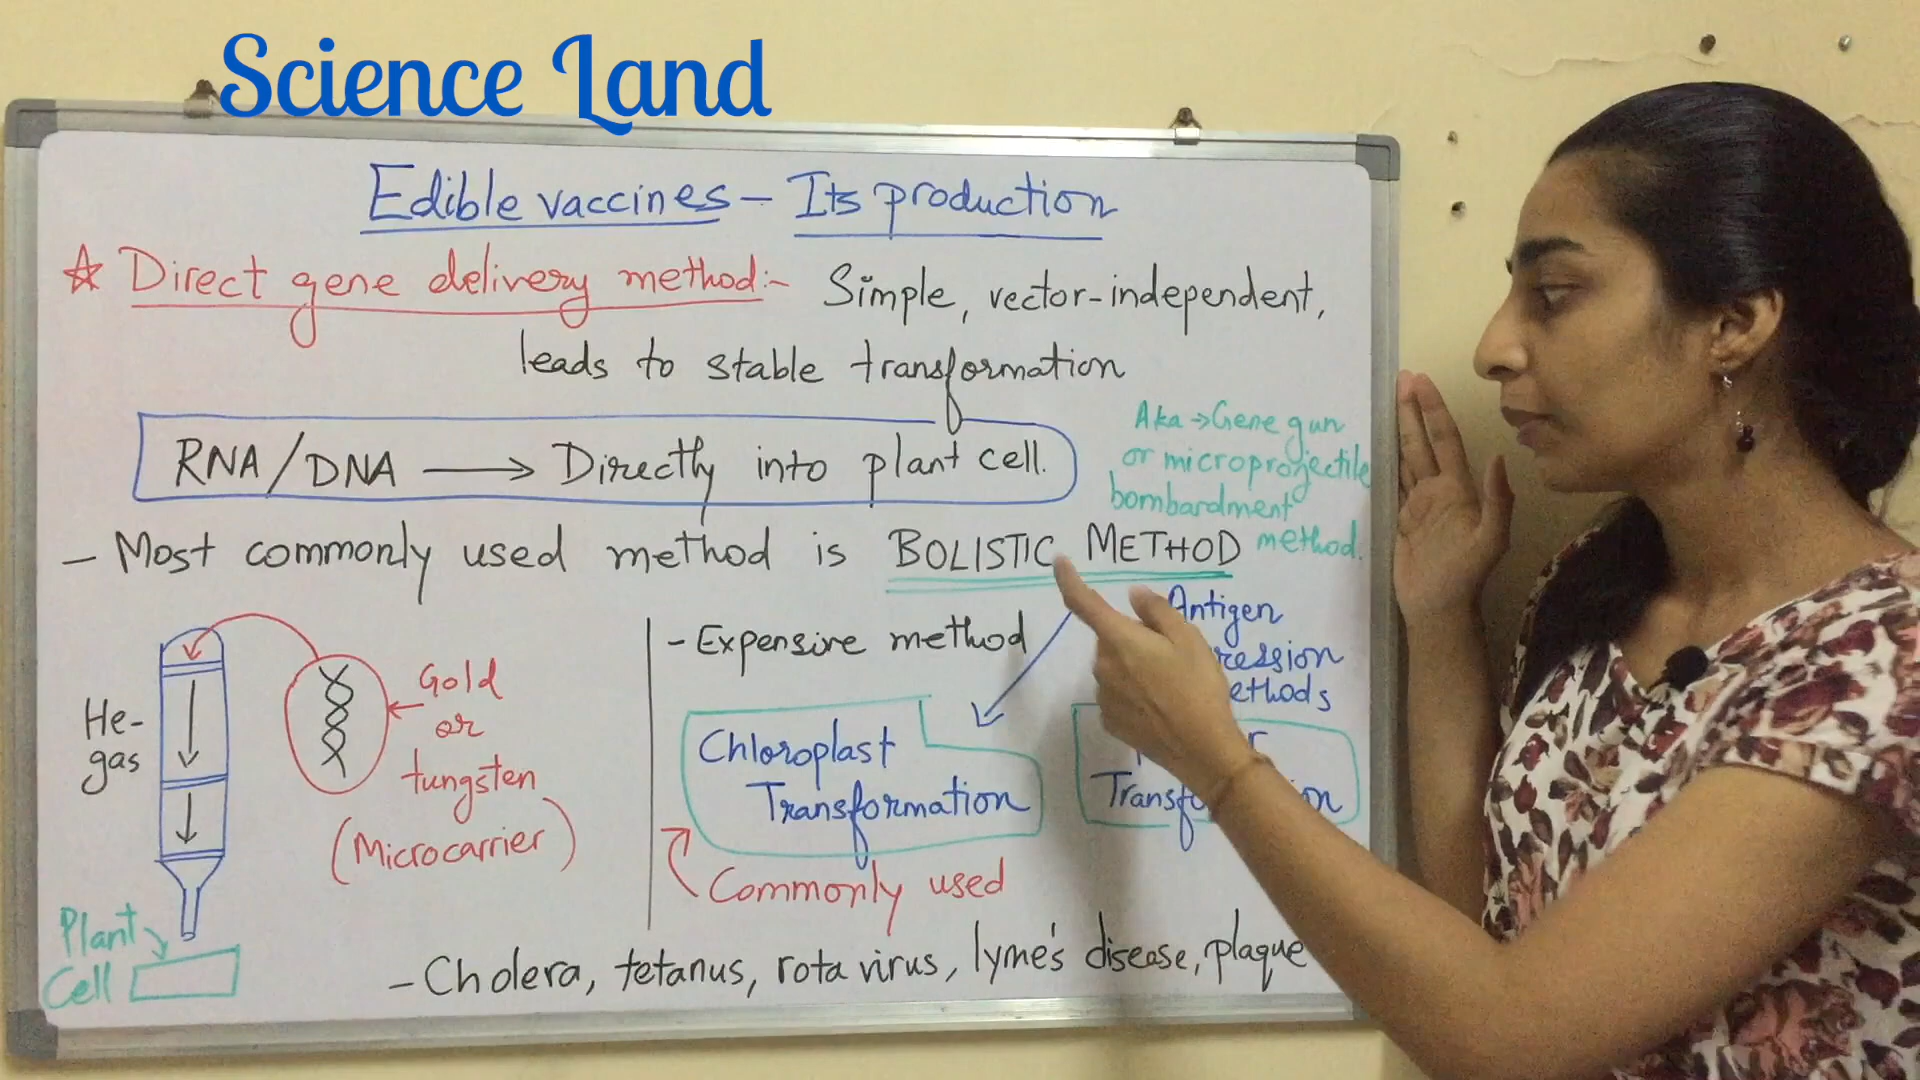 Science Land
Edible vaccines - Its production
☆ Direct gene delivery method:- Simple, vector-independent,
leads to stable transformation
RNA/DNA → Directly into plant cell.
Aka → Gene gun
or microprojectile
bombardment
method.
- Most commonly used method is BOLISTIC METHOD
He-
gas
Gold
or
tungsten
(Microcarrier)
Plant
Cell
- Expensive method
Antigen
ression
ethods
Chloroplast
Transformation
Commonly used
- Cholera, tetanus, rota virus, lyme's disease, plaque